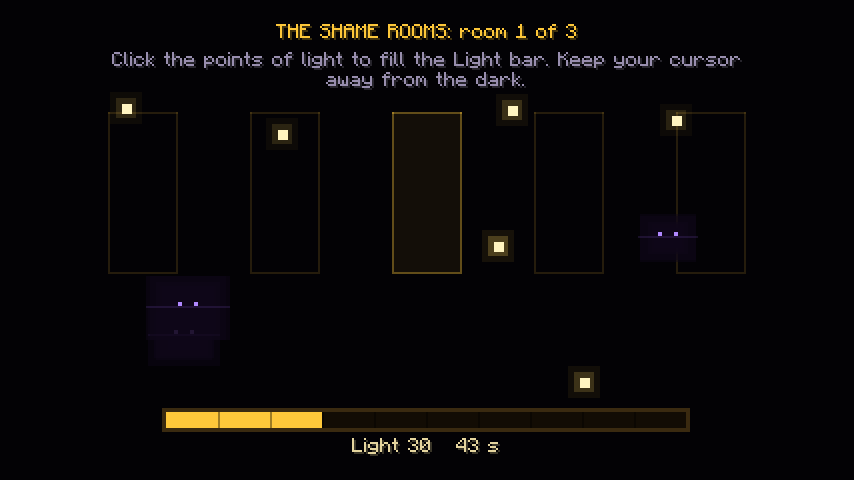 THE SHAME ROOMS: room 1 of 3
Click the points of light to fill the Light bar. Keep your cursor
away from the dark.
Light 30 43 s